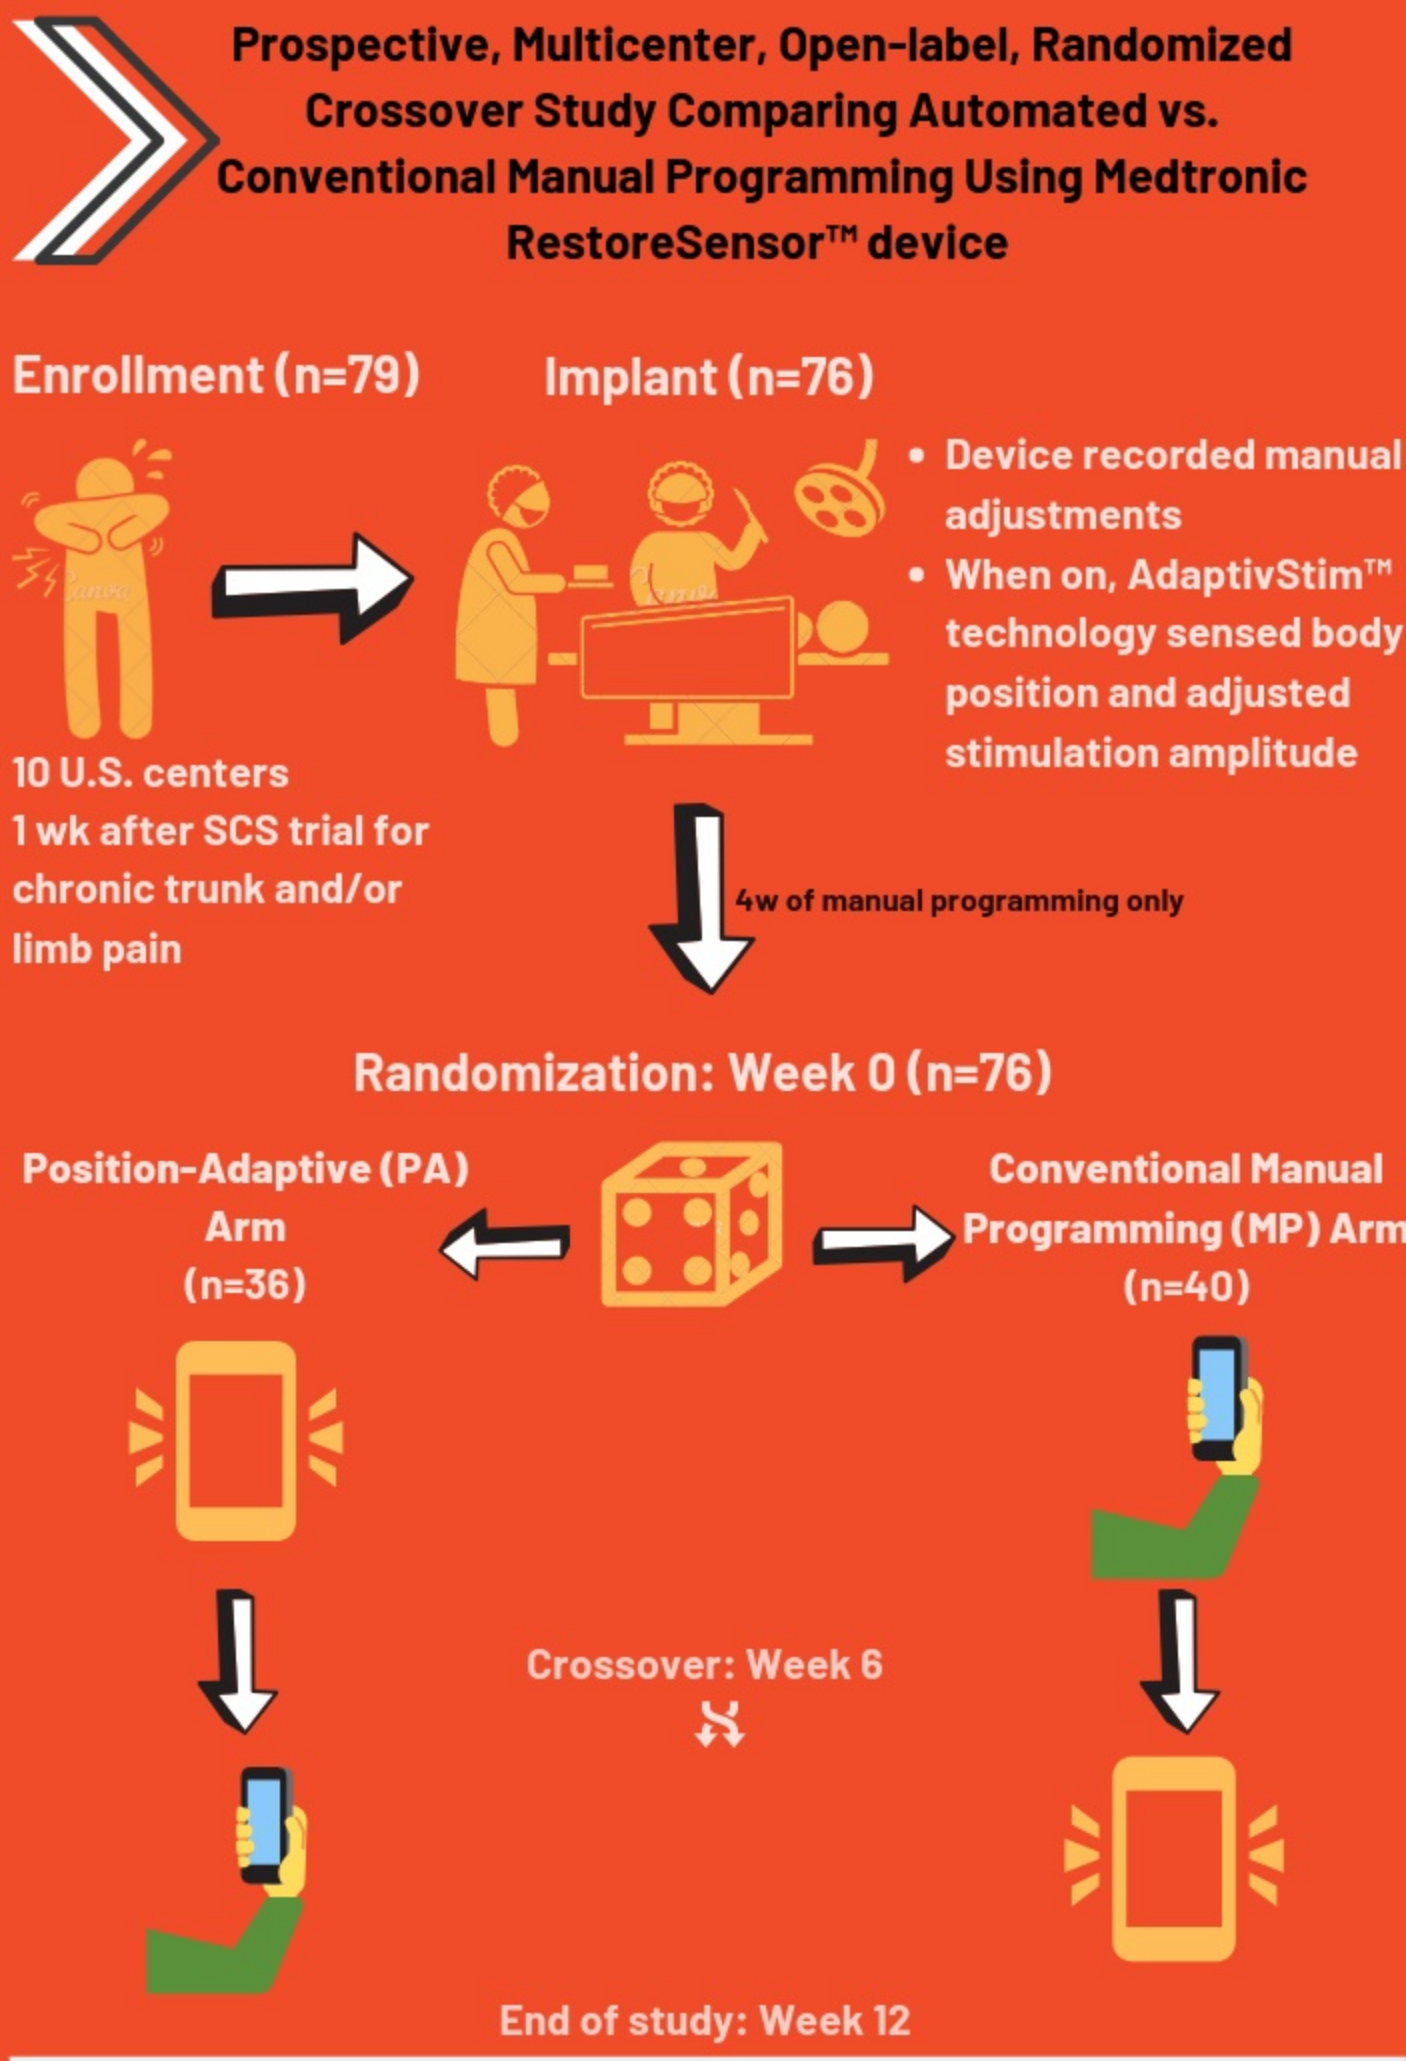 Prospective, Multicenter, Open-label, Randomized
Crossover Study Comparing Automated vs.
Conventional Manual Programming Using Medtronic
RestoreSensor™ device
Enrollment (n=79)
Implant (n=76)
• Device recorded manual
adjustments
• When on, AdaptivStim™
technology sensed body
position and adjusted
stimulation amplitude
Canva
10 U.S. centers
1 wk after SCS trial for
chronic trunk and/or
limb pain
4w of manual programming only
Randomization: Week 0 (n=76)
Position-Adaptive (PA)
Arm
(n=36)
Conventional Manual
Programming (MP) Arm
(n=40)
Crossover: Week 6
End of study: Week 12